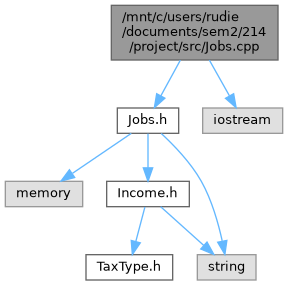 /mnt/c/users/rudie
/documents/sem2/214
/project/src/Jobs.cpp
Jobs.h
iostream
memory
Income.h
TaxType.h
string